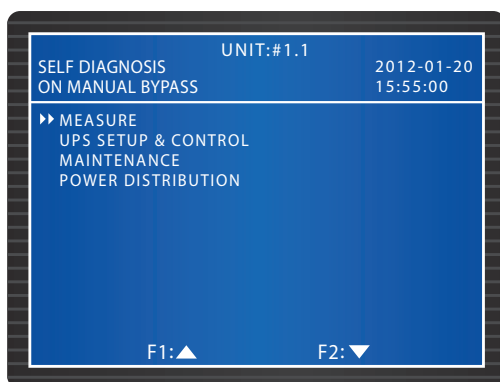 UNIT:#1.1
SELF DIAGNOSIS 2012-01-20
ON MANUAL BYPASS 15:55:00
MEASURE
UPS SETUP & CONTROL
MAINTENANCE
POWER DISTRIBUTION
F1:▲ F2:▼